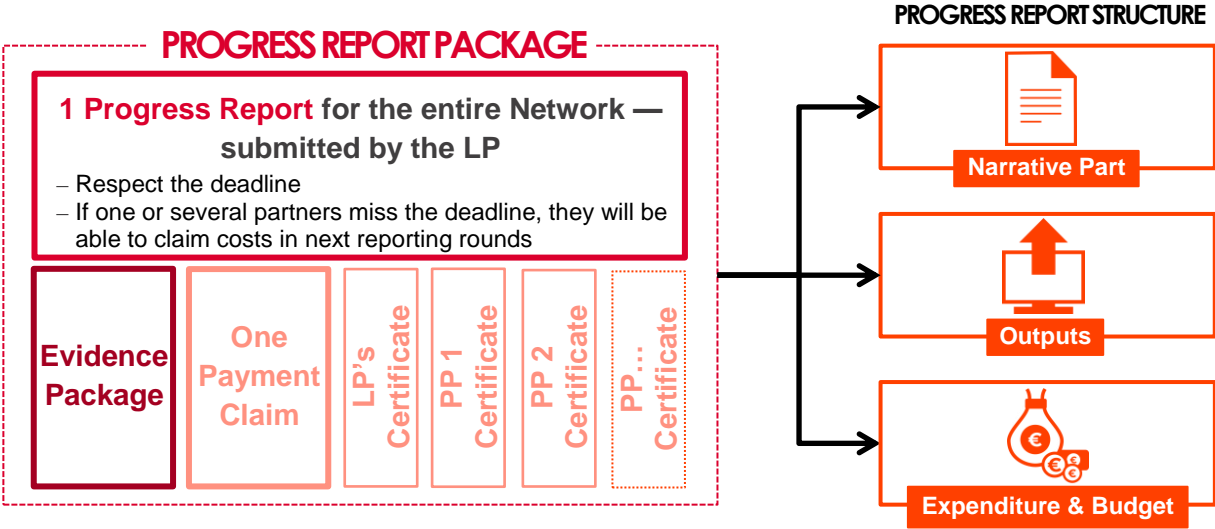 PROGRESS REPORT PACKAGE
1 Progress Report for the entire Network —
submitted by the LP
– Respect the deadline
– If one or several partners miss the deadline, they will be
able to claim costs in next reporting rounds
Evidence
Package
One
Payment
Claim
LP's
Certificate
PP 1
Certificate
PP 2
Certificate
PP…
Certificate
PROGRESS REPORT STRUCTURE
Narrative Part
Outputs
€
€
€
€
Expenditure & Budget